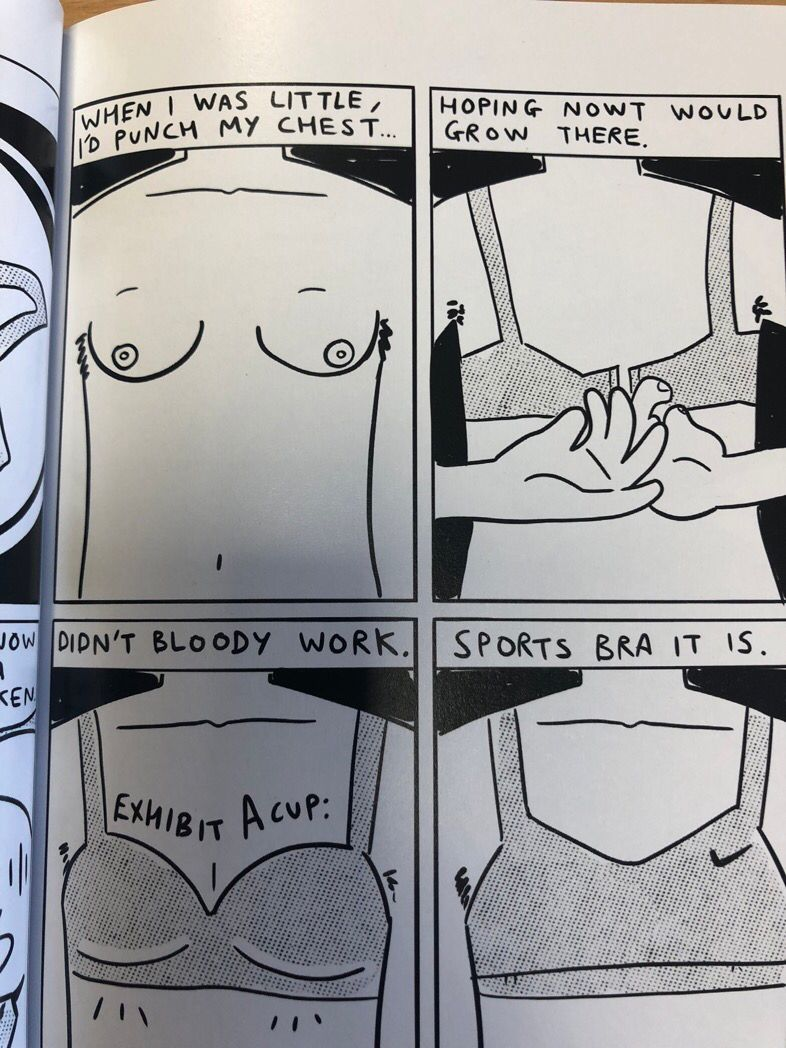 WHEN I WAS LITTLE,
I'D PUNCH MY CHEST...
HOPING NOWT WOULD
GROW THERE.
DIDN'T BLOODY WORK.
EXHIBIT A CUP:
SPORTS BRA IT IS.